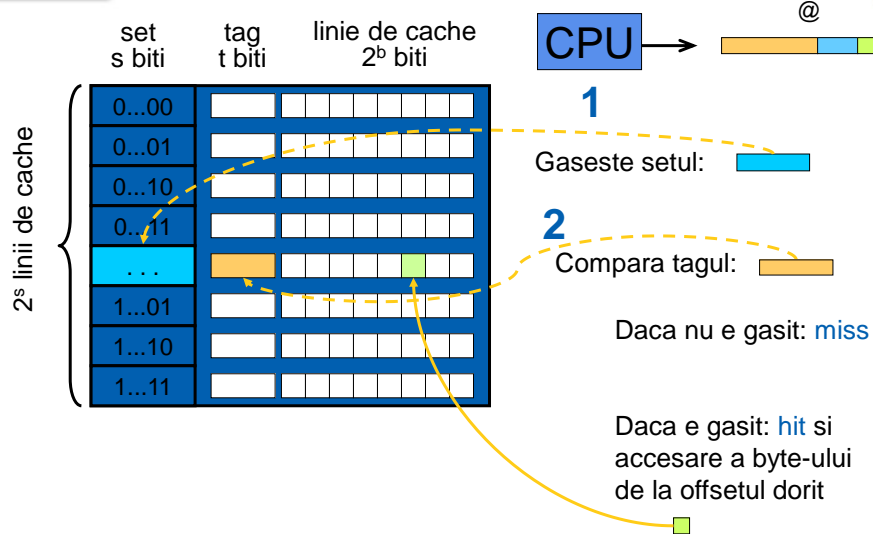 set
s biti
tag
t biti
linie de cache
2ᵇ biti
CPU
@
2ˢ linii de cache
0...00
0...01
0...10
0...11
. . .
1...01
1...10
1...11
1
Gaseste setul:
2
Compara tagul:
Daca nu e gasit: miss
Daca e gasit: hit si
accesare a byte-ului
de la offsetul dorit